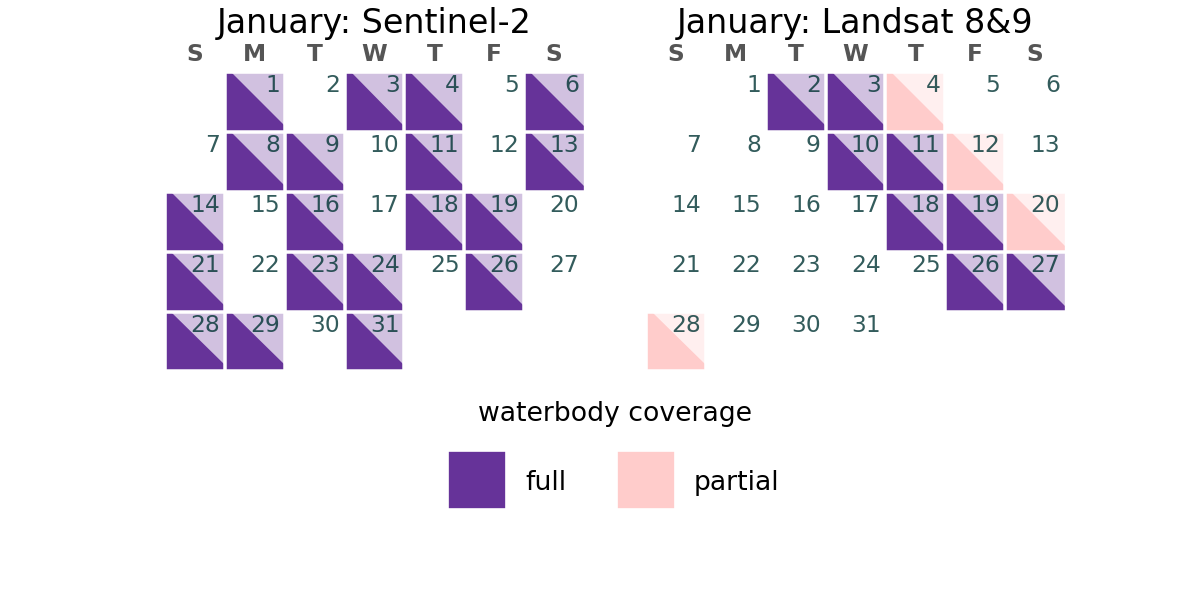 January: Sentinel-2
S M T W T F S
1 2 3 4 5 6
7 8 9 10 11 12 13
14 15 16 17 18 19 20
21 22 23 24 25 26 27
28 29 30 31
January: Landsat 8&9
S M T W T F S
1 2 3 4 5 6
7 8 9 10 11 12 13
14 15 16 17 18 19 20
21 22 23 24 25 26 27
28 29 30 31
waterbody coverage
full
partial